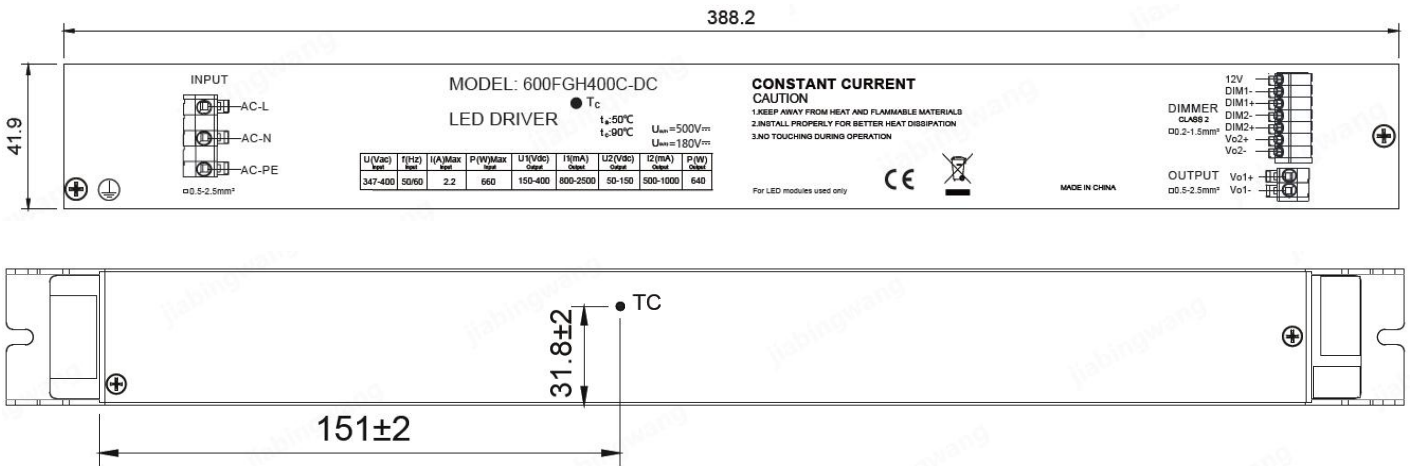 388.2
41.9
INPUT
AC-L
AC-N
AC-PE
□0.5-2.5mm²
MODEL: 600FGH400C-DC
Tc
LED DRIVER
ta:50℃
tc:90℃
=500V
=180V
U(Vac) Input f(Hz) Input I(A)Max Input P(W)Max Input U1(Vdc) Output I1(mA) Output U2(Vdc) Output I2(mA) Output P(W) Output
347-400 50/60 2.2 660 150-400 800-2500 50-150 500-1000 640
CONSTANT CURRENT
CAUTION
1.KEEP AWAY FROM HEAT AND FLAMMABLE MATERIALS
2.INSTALL PROPERLY FOR BETTER HEAT DISSIPATION
3.NO TOUCHING DURING OPERATION
For LED modules used only
CE
MADE IN CHINA
DIMMER
CLASS 2
□0.2-1.5mm²
12V
DIM1-
DIM1+
DIM2-
DIM2+
Vo2+
Vo2-
OUTPUT
□0.5-2.5mm²
Vo1+
Vo1-
TC
31.8±2
151±2
jiabingwang